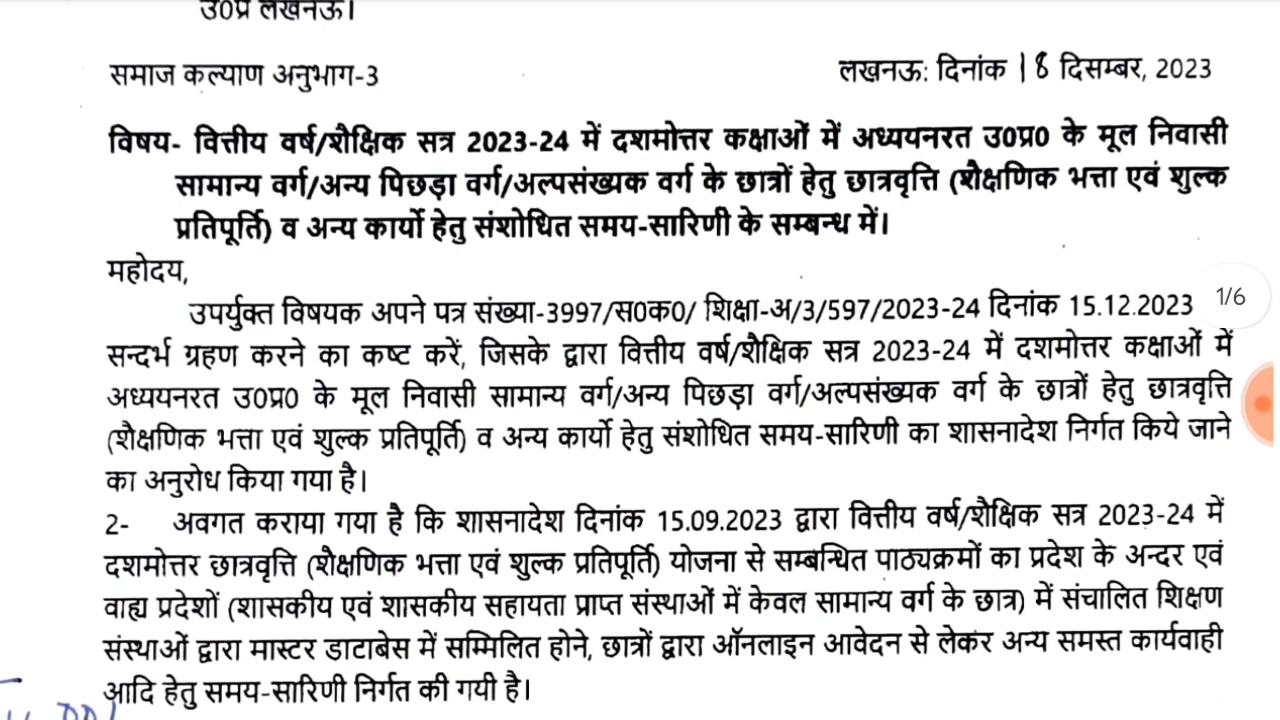 उ0प्र लखनऊ।
समाज कल्याण अनुभाग-3
लखनऊ: दिनांक 18 दिसम्बर, 2023
विषय- वित्तीय वर्ष/शैक्षिक सत्र 2023-24 में दशमोत्तर कक्षाओं में अध्ययनरत उ0प्र0 के मूल निवासी
सामान्य वर्ग/अन्य पिछड़ा वर्ग/अल्पसंख्यक वर्ग के छात्रों हेतु छात्रवृत्ति (शैक्षणिक भत्ता एवं शुल्क
प्रतिपूर्ति) व अन्य कार्यो हेतु संशोधित समय-सारिणी के सम्बन्ध में।
महोदय,
उपर्युक्त विषयक अपने पत्र संख्या-3997/स0क0/ शिक्षा-अ/3/597/2023-24 दिनांक 15.12.2023
1/6
सन्दर्भ ग्रहण करने का कष्ट करें, जिसके द्वारा वित्तीय वर्ष/शैक्षिक सत्र 2023-24 में दशमोत्तर कक्षाओं में
अध्ययनरत उ0प्र0 के मूल निवासी सामान्य वर्ग/अन्य पिछड़ा वर्ग/अल्पसंख्यक वर्ग के छात्रों हेतु छात्रवृत्ति
(शैक्षणिक भत्ता एवं शुल्क प्रतिपूर्ति) व अन्य कार्यो हेतु संशोधित समय-सारिणी का शासनादेश निर्गत किये जाने
का अनुरोध किया गया है।
2- अवगत कराया गया है कि शासनादेश दिनांक 15.09.2023 द्वारा वित्तीय वर्ष/शैक्षिक सत्र 2023-24 में
दशमोत्तर छात्रवृत्ति (शैक्षणिक भत्ता एवं शुल्क प्रतिपूर्ति) योजना से सम्बन्धित पाठ्यक्रमों का प्रदेश के अन्दर एवं
वाह्य प्रदेशों (शासकीय एवं शासकीय सहायता प्राप्त संस्थाओं में केवल सामान्य वर्ग के छात्र) में संचालित शिक्षण
संस्थाओं द्वारा मास्टर डाटाबेस में सम्मिलित होने, छात्रों द्वारा ऑनलाइन आवेदन से लेकर अन्य समस्त कार्यवाही
आदि हेतु समय-सारिणी निर्गत की गयी है।